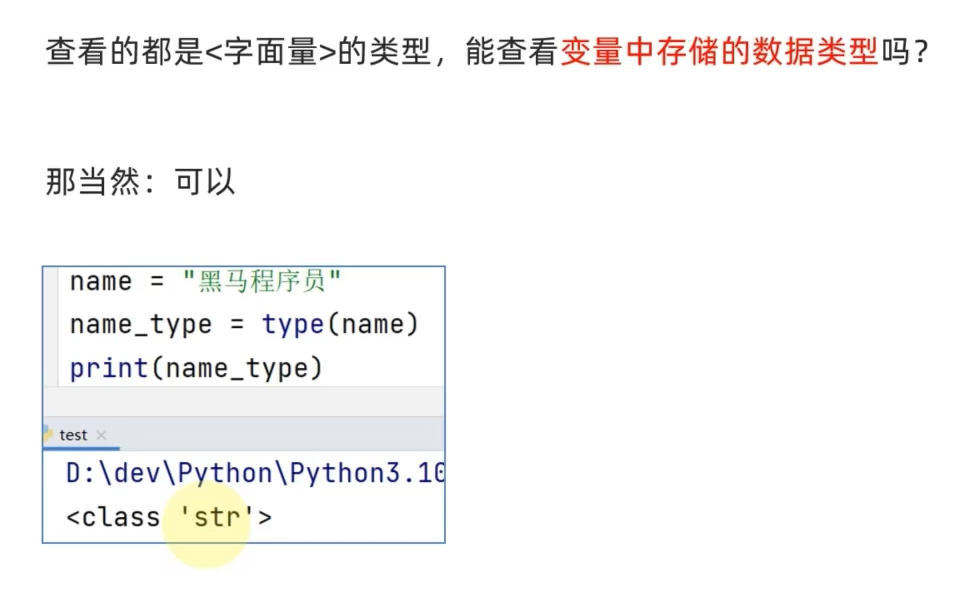 查看的都是<字面量>的类型，能查看变量中存储的数据类型吗？
那当然：可以
name = "黑马程序员"
name_type = type(name)
print(name_type)
test
D:\dev\Python\Python3.10
<class 'str'>